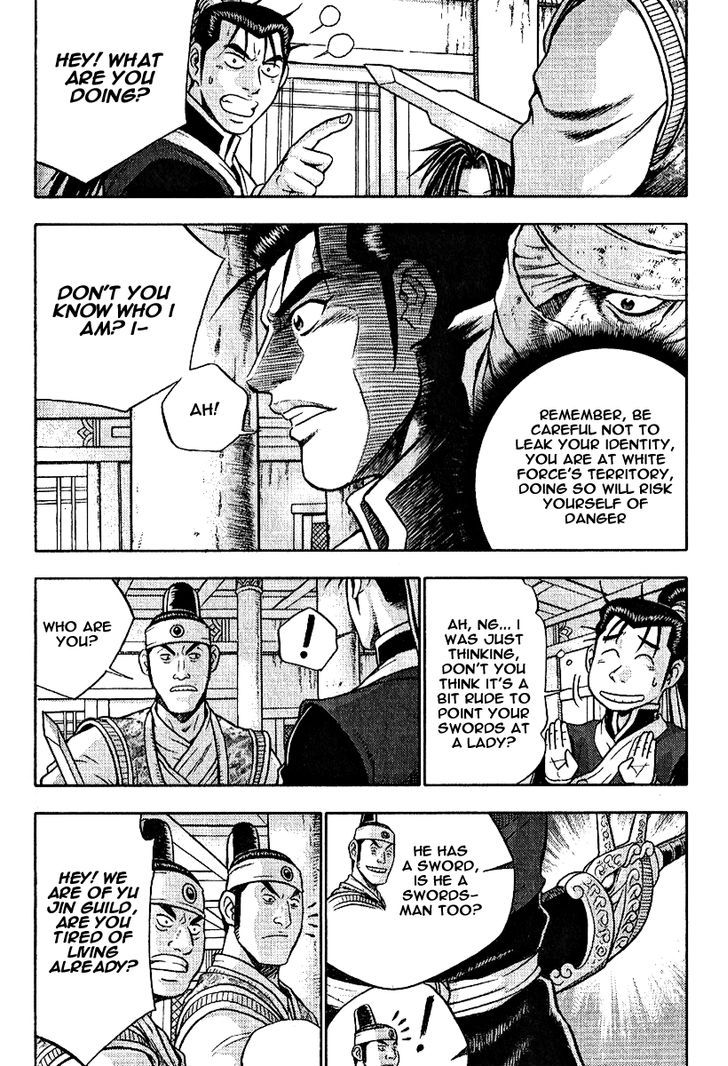 HEY! WHAT
ARE YOU
DOING?
DON'T YOU
KNOW WHO I
AM? I-
AH!
REMEMBER, BE
CAREFUL NOT TO
LEAK YOUR IDENTITY,
YOU ARE AT WHITE
FORCE'S TERRITORY,
DOING SO WILL RISK
YOURSELF OF
DANGER
WHO ARE
YOU?
!
AH, NG... I
WAS JUST
THINKING,
DON'T YOU
THINK IT'S A
BIT RUDE TO
POINT YOUR
SWORDS AT
A LADY?
HEY! WE
ARE OF YU
JIN GUILD,
ARE YOU
TIRED OF
LIVING
ALREADY?
HE HAS
A SWORD,
IS HE A
SWORDS-
MAN TOO?
!